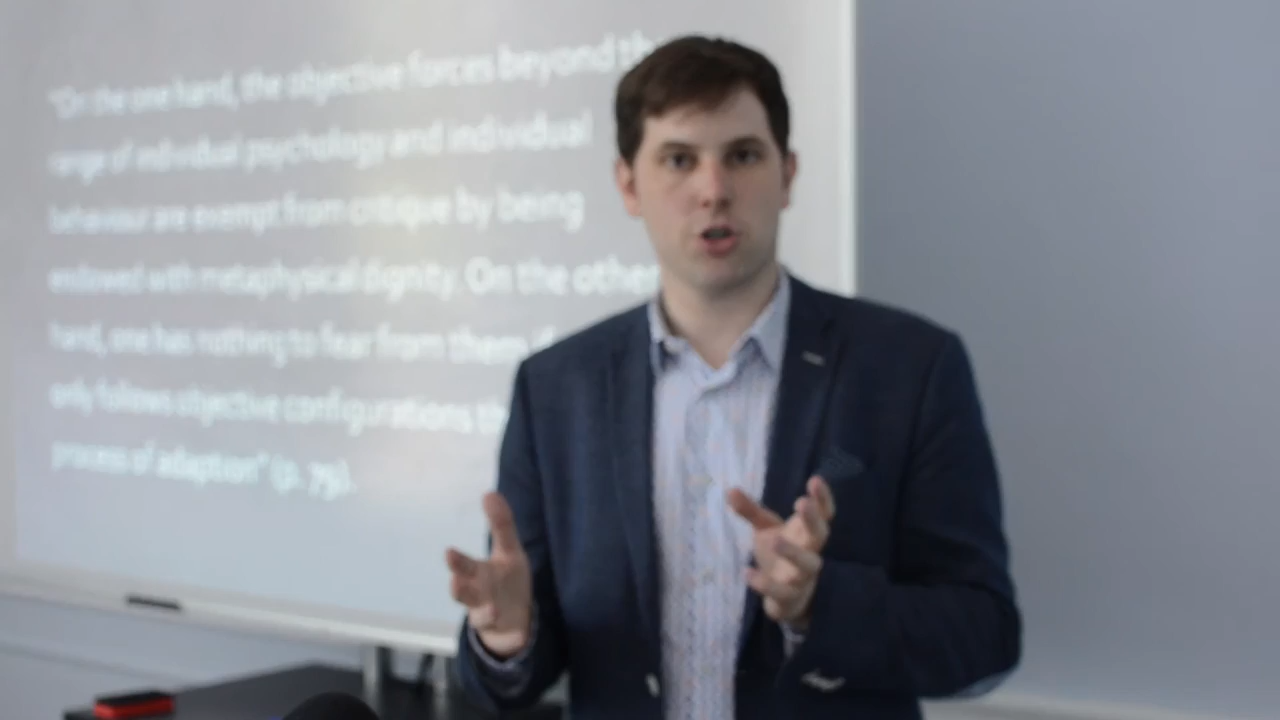 "On the one hand, the objective forces beyond th
range of individual psychology and individual
behaviour are exempt from critique by being
endowed with metaphysical dignity. On the other
hand, one has nothing to fear from them
only follows objective configurations
process of adaption" (p. 79).